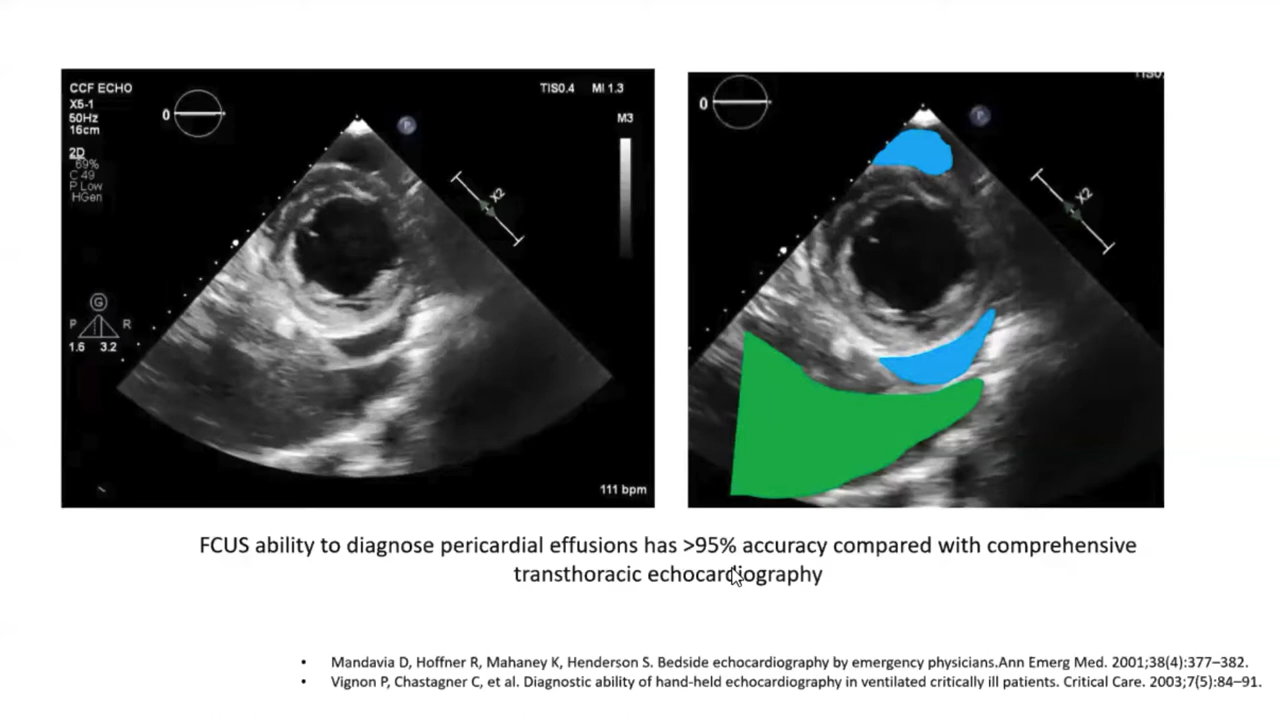 CCF ECHO
X5-1
50Hz
16cm
2D
69%
C 49
P Low
HGen
TIS0.4 MI 1.3
M3
0
P
X2
G
P R
1.6 3.2
111 bpm
0
P
X2
FCUS ability to diagnose pericardial effusions has >95% accuracy compared with comprehensive
transthoracic echocardiography
• Mandavia D, Hoffner R, Mahaney K, Henderson S. Bedside echocardiography by emergency physicians.Ann Emerg Med. 2001;38(4):377–382.
• Vignon P, Chastagner C, et al. Diagnostic ability of hand-held echocardiography in ventilated critically ill patients. Critical Care. 2003;7(5):84–91.